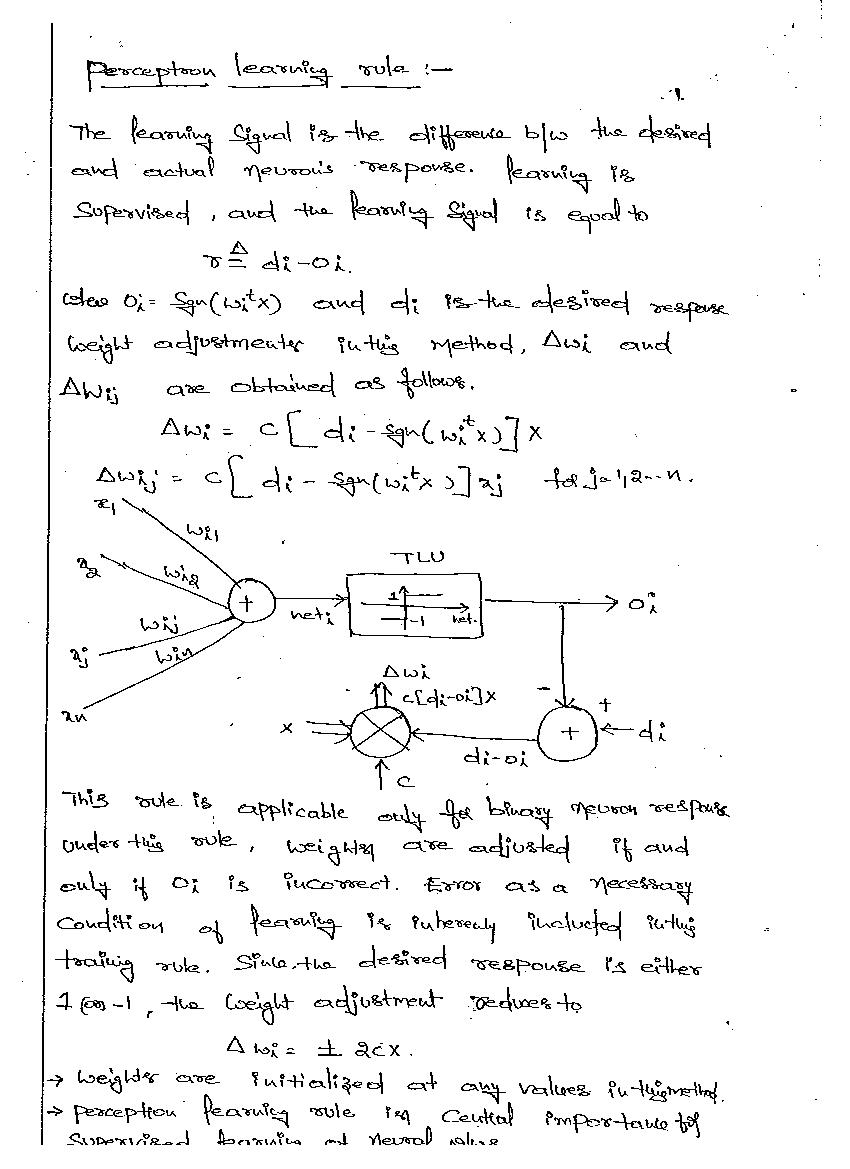 Perceptron learning rule :-
The learning Signal is the difference b/w the desired
and actual neuron's response. learning is
Supervised, and the learning Signal is equal to
r ≜ di-oi.
where Oi = Sgn(wiᵗx) and di is the desired response
Weight adjustments in this method, Δwi and
ΔWij are obtained as follows.
Δwi = c[di - sgn(wiᵗx)]x
Δwij = c[di - sgn(wiᵗx)]xj for j=1,2...n.
x1
wi1
TLU
x2
wi2
1
+
neti
-1
net.
oi
wij
xj
win
Δwi
c[di-oi]x
-
+
xn
x
+
di
di-oi
c
This rule is applicable only for binary neuron response
under this rule, weights are adjusted if and
only if Oi is incorrect. Error as a necessary
Condition of learning is inherenly included in this
training rule. Since, the desired response is either
1 (or) -1, the Weight adjustment reduces to
Δwi = ± 2cx.
→ Weights are initialized at any values in this method.
→ perception learning rule is central importance for
Supervised learning of Neural